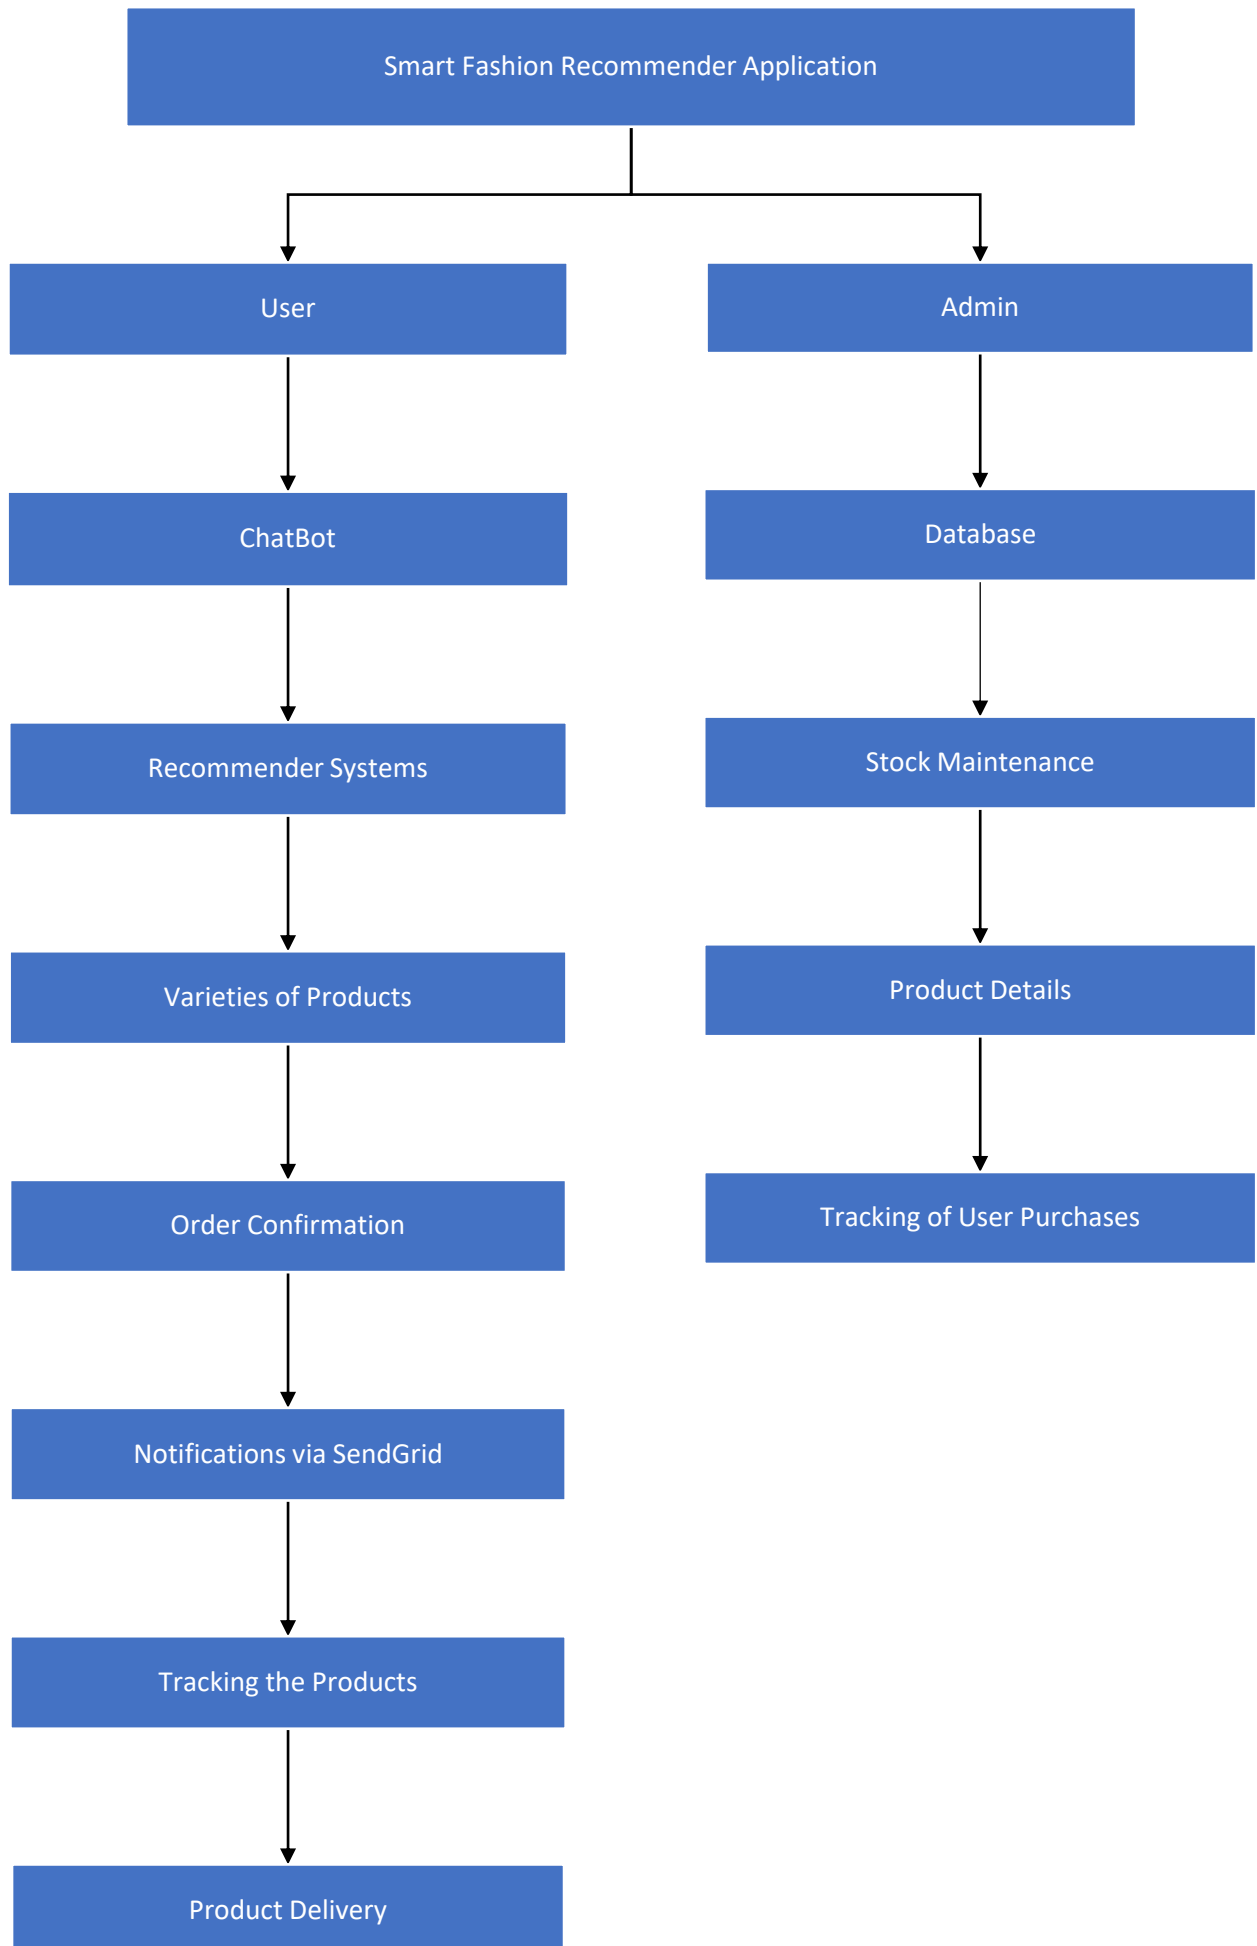 Smart Fashion Recommender Application
User
Admin
ChatBot
Database
Recommender Systems
Stock Maintenance
Varieties of Products
Product Details
Order Confirmation
Tracking of User Purchases
Notifications via SendGrid
Tracking the Products
Product Delivery